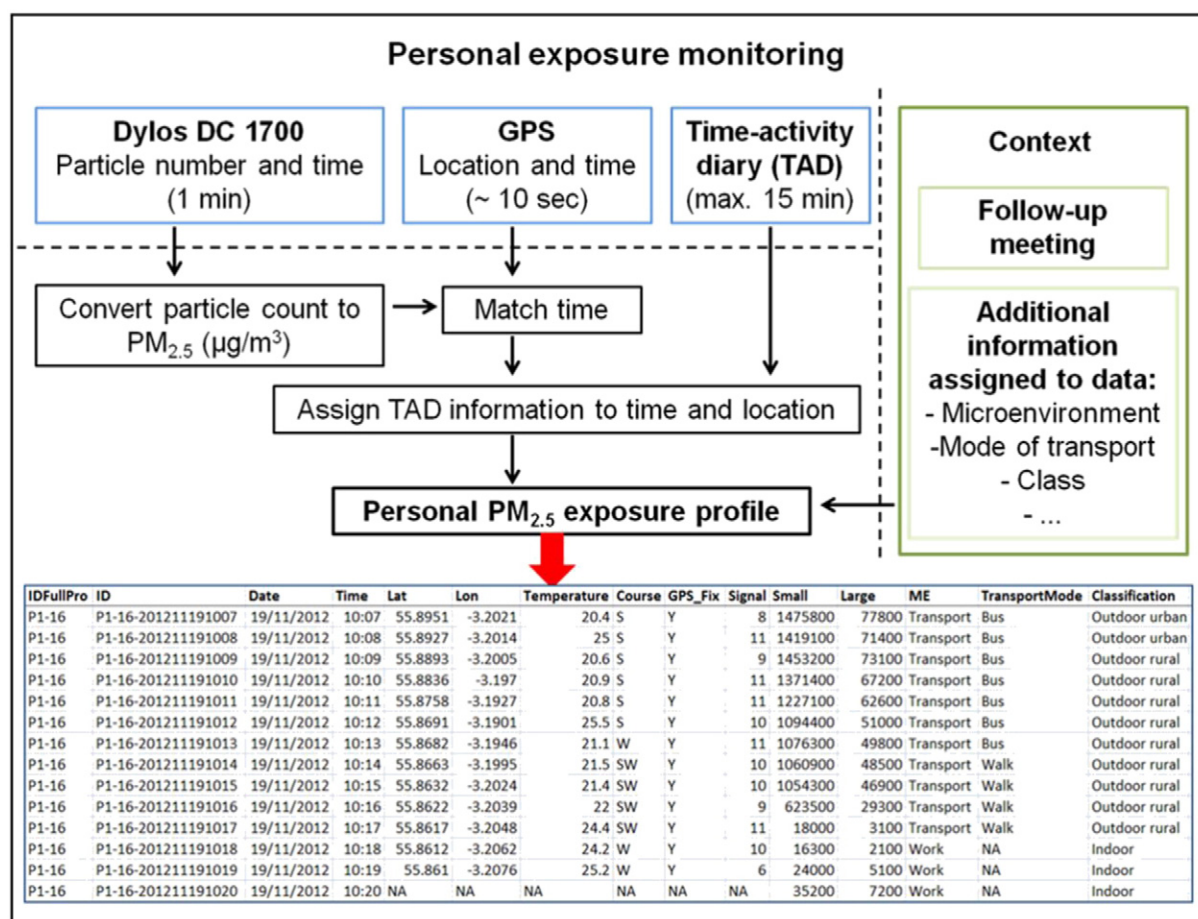 Personal exposure monitoring
Dylos DC 1700
Particle number and time
(1 min)
GPS
Location and time
(~ 10 sec)
Time-activity
diary (TAD)
(max. 15 min)
Context
Follow-up
meeting
Additional
information
assigned to data:
- Microenvironment
-Mode of transport
- Class
- ...
Convert particle count to
PM2.5 (µg/m³)
Match time
Assign TAD information to time and location
Personal PM2.5 exposure profile
IDFullPro ID Date Time Lat Lon Temperature Course GPS_Fix Signal Small Large ME TransportMode Classification
P1-16 P1-16-201211191007 19/11/2012 10:07 55.8951 -3.2021 20.4 S Y 8 1475800 77800 Transport Bus Outdoor urban
P1-16 P1-16-201211191008 19/11/2012 10:08 55.8927 -3.2014 25 S Y 11 1419100 71400 Transport Bus Outdoor urban
P1-16 P1-16-201211191009 19/11/2012 10:09 55.8893 -3.2005 20.6 S Y 9 1453200 73100 Transport Bus Outdoor rural
P1-16 P1-16-201211191010 19/11/2012 10:10 55.8836 -3.197 20.9 S Y 11 1371400 67200 Transport Bus Outdoor rural
P1-16 P1-16-201211191011 19/11/2012 10:11 55.8758 -3.1927 20.8 S Y 11 1227100 62600 Transport Bus Outdoor rural
P1-16 P1-16-201211191012 19/11/2012 10:12 55.8691 -3.1901 25.5 S Y 10 1094400 51000 Transport Bus Outdoor rural
P1-16 P1-16-201211191013 19/11/2012 10:13 55.8682 -3.1946 21.1 W Y 11 1076300 49800 Transport Bus Outdoor rural
P1-16 P1-16-201211191014 19/11/2012 10:14 55.8663 -3.1995 21.5 SW Y 10 1060900 48500 Transport Walk Outdoor rural
P1-16 P1-16-201211191015 19/11/2012 10:15 55.8632 -3.2024 21.4 SW Y 10 1054300 46900 Transport Walk Outdoor rural
P1-16 P1-16-201211191016 19/11/2012 10:16 55.8622 -3.2039 22 SW Y 9 623500 29300 Transport Walk Outdoor rural
P1-16 P1-16-201211191017 19/11/2012 10:17 55.8617 -3.2048 24.4 SW Y 11 18000 3100 Transport Walk Outdoor rural
P1-16 P1-16-201211191018 19/11/2012 10:18 55.8612 -3.2062 24.2 W Y 10 16300 2100 Work NA Indoor
P1-16 P1-16-201211191019 19/11/2012 10:19 55.861 -3.2076 25.2 W Y 6 24000 5100 Work NA Indoor
P1-16 P1-16-201211191020 19/11/2012 10:20 NA NA NA NA NA NA 35200 7200 Work NA Indoor